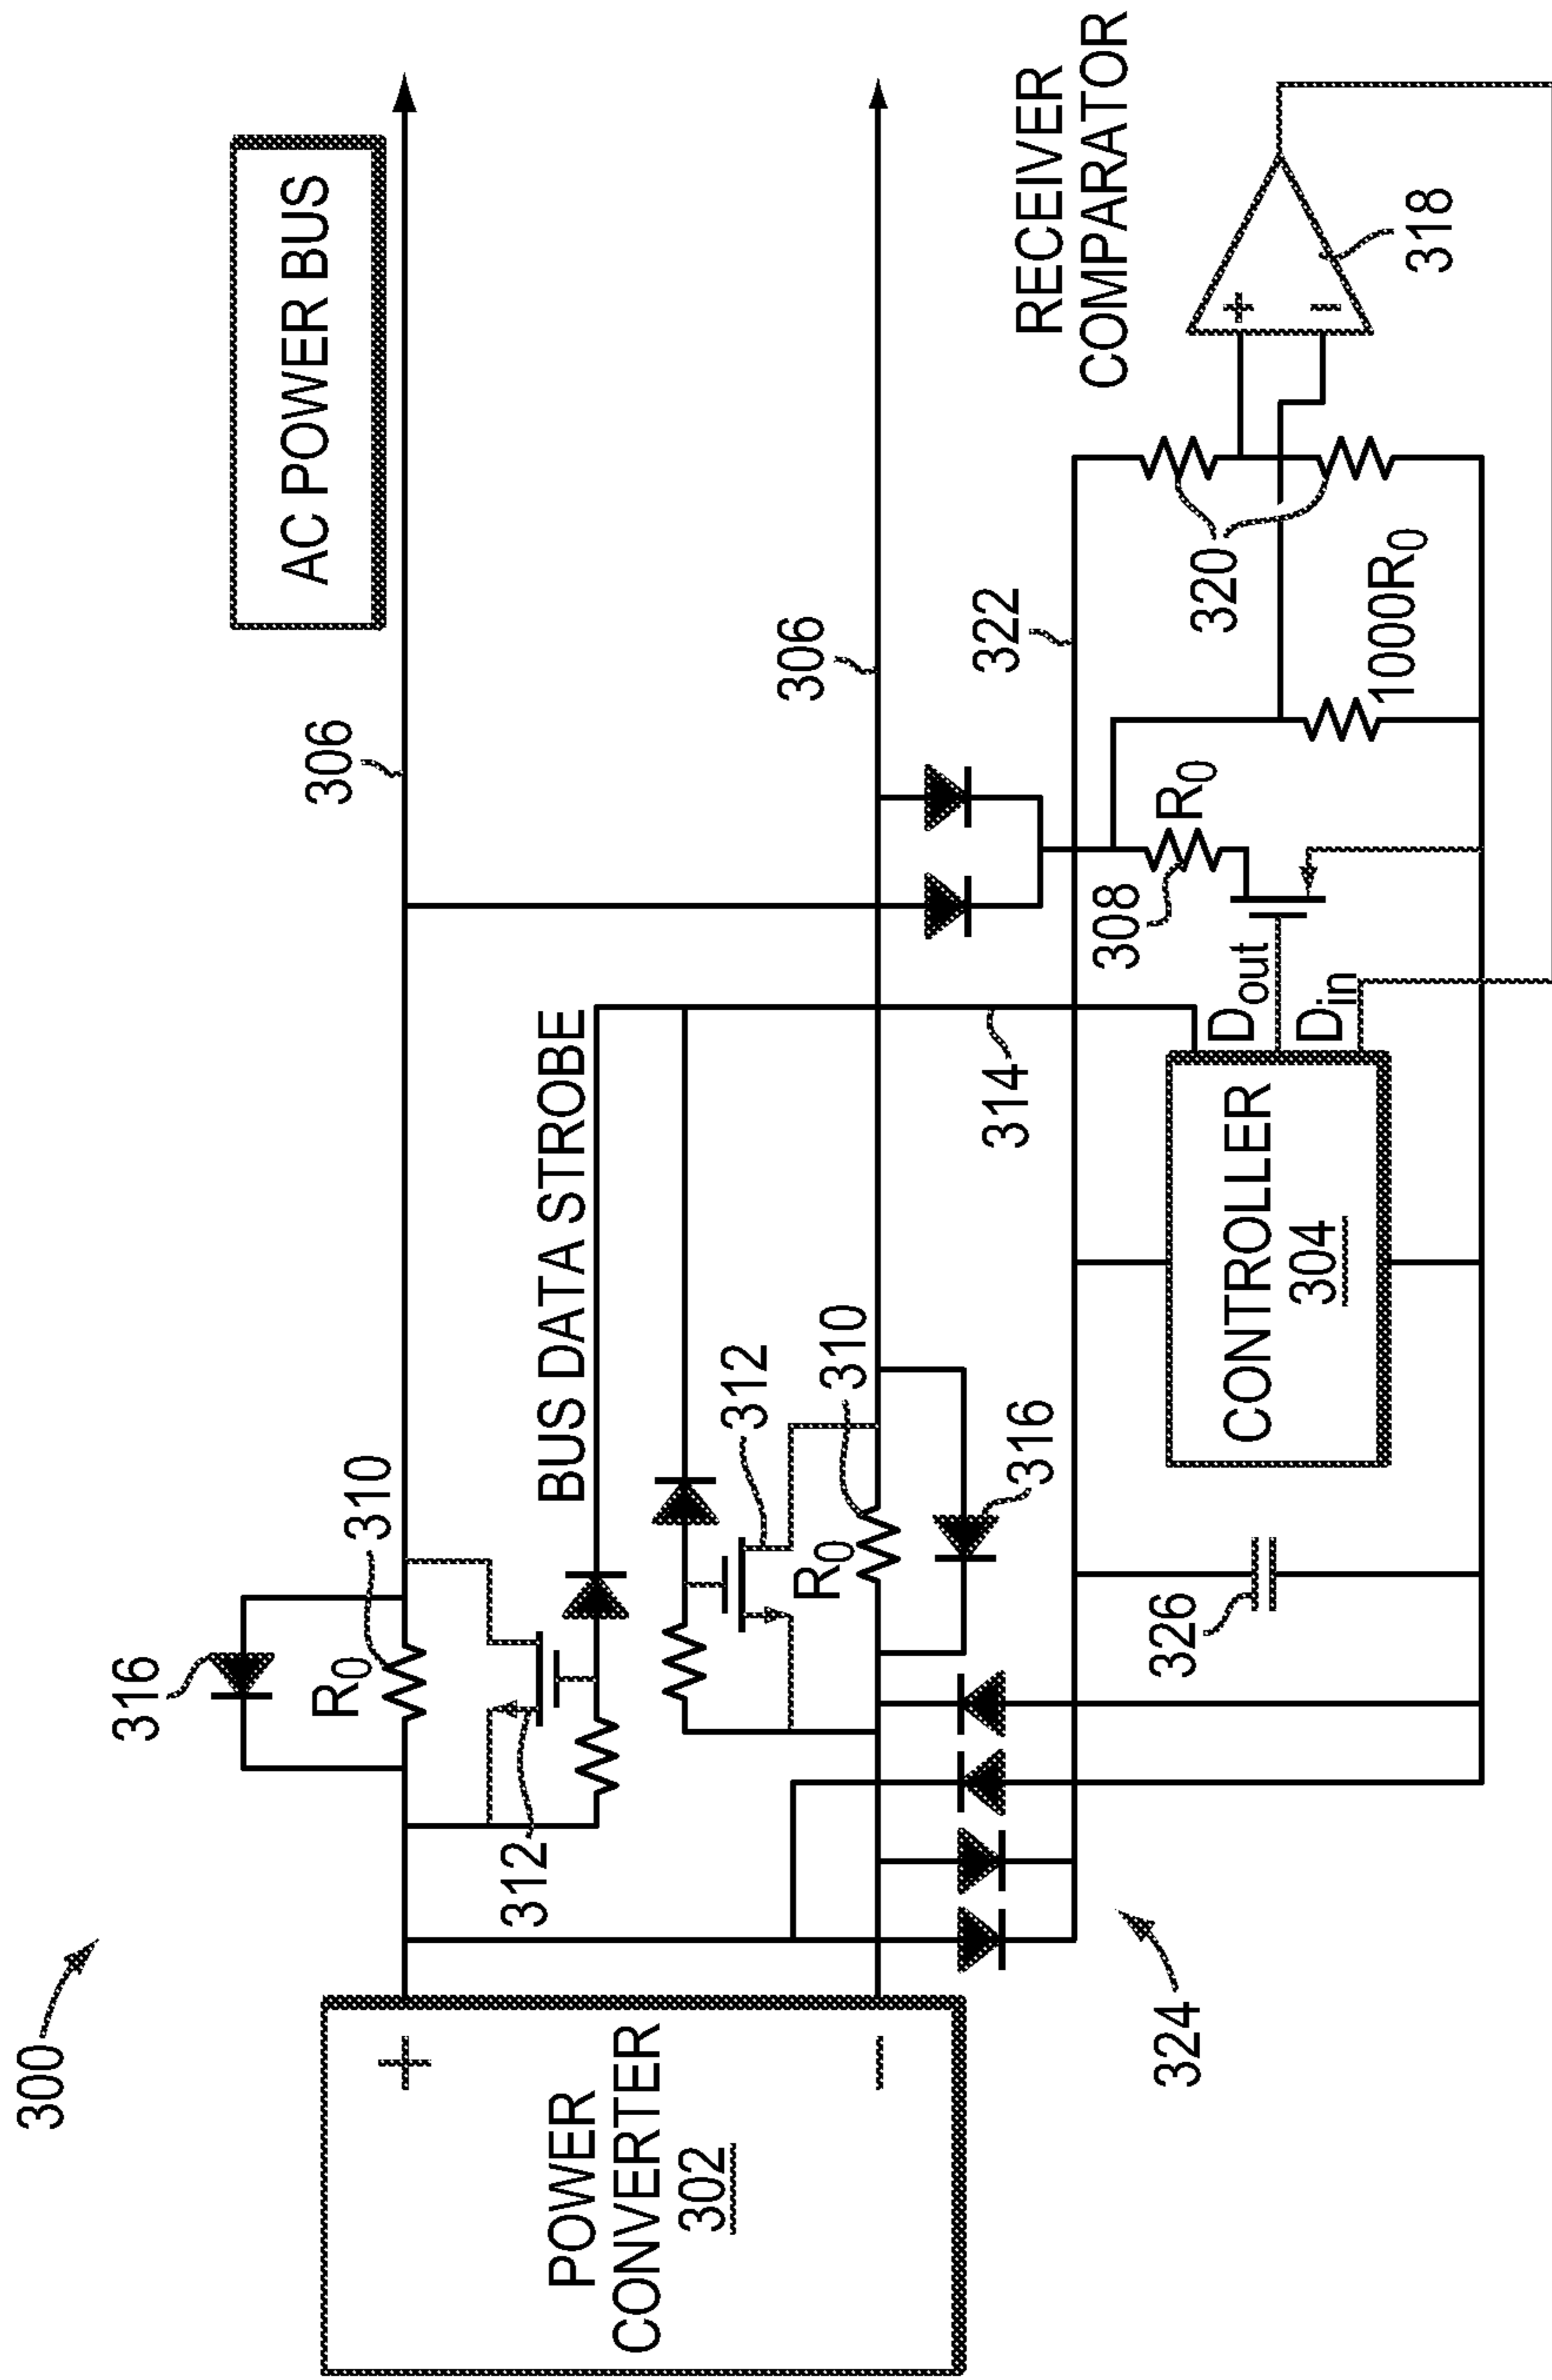 300
316
310
R0
306
AC POWER BUS
POWER
CONVERTER
302
+
−
312
BUS DATA STROBE
312
R0
310
306
316
324
326
314
322
CONTROLLER
304
Dout
Din
308
R0
320
1000R0
RECEIVER
COMPARATOR
+
−
318